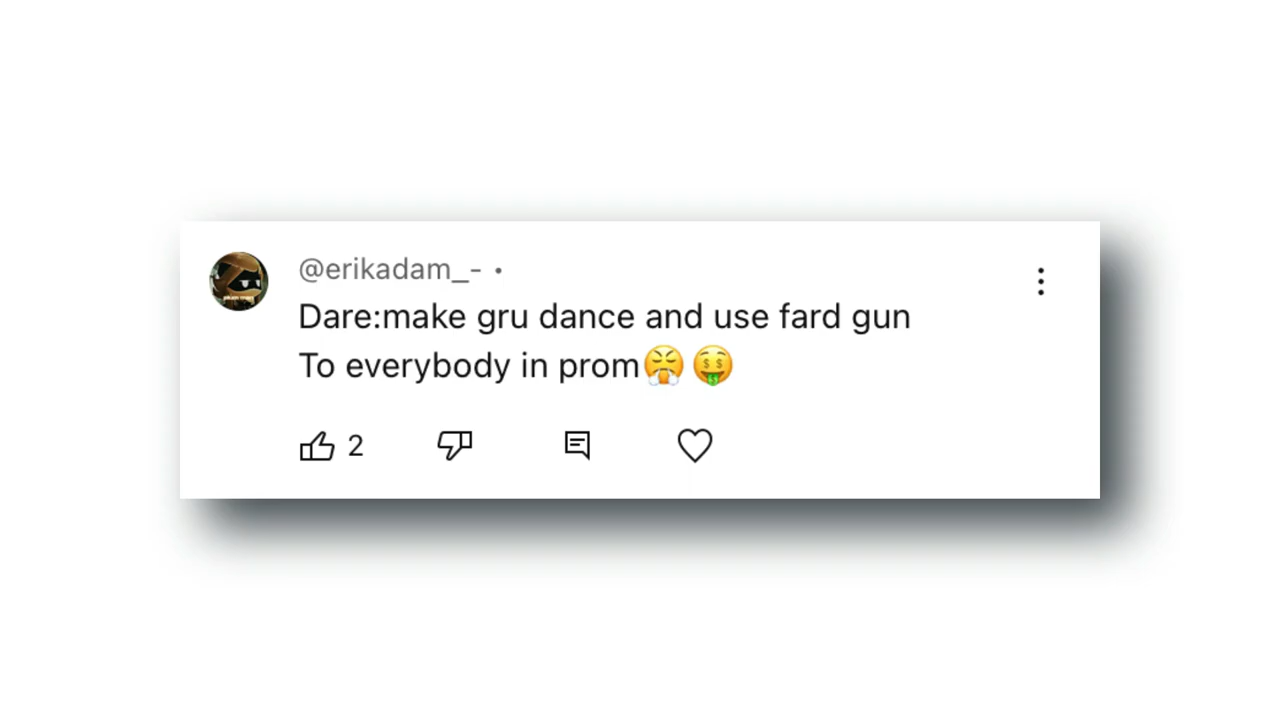 @erikadam_- •
Dare:make gru dance and use fard gun
To everybody in prom😤🤑
2